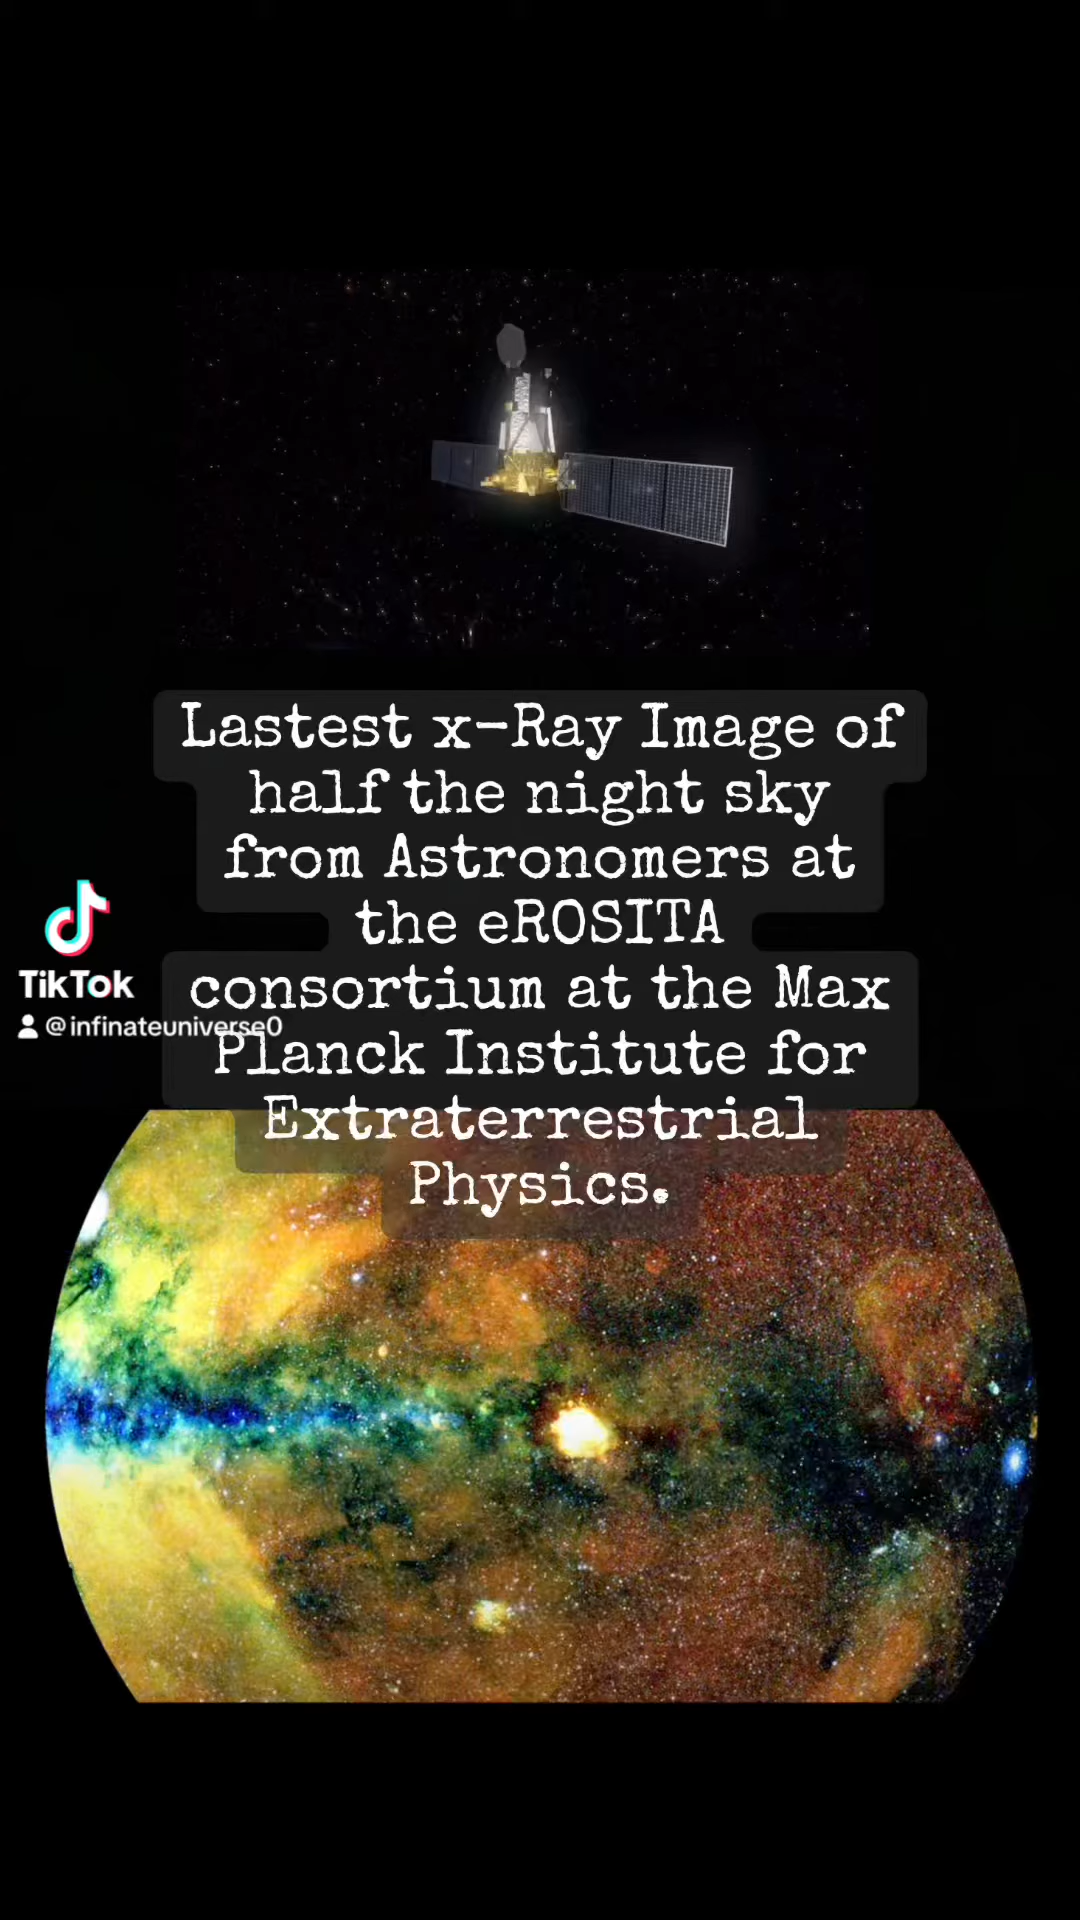 Lastest x-Ray Image of
half the night sky
from Astronomers at
the eROSITA
consortium at the Max
Planck Institute for
Extraterrestrial
Physics.
TikTok
@infinateuniverse0